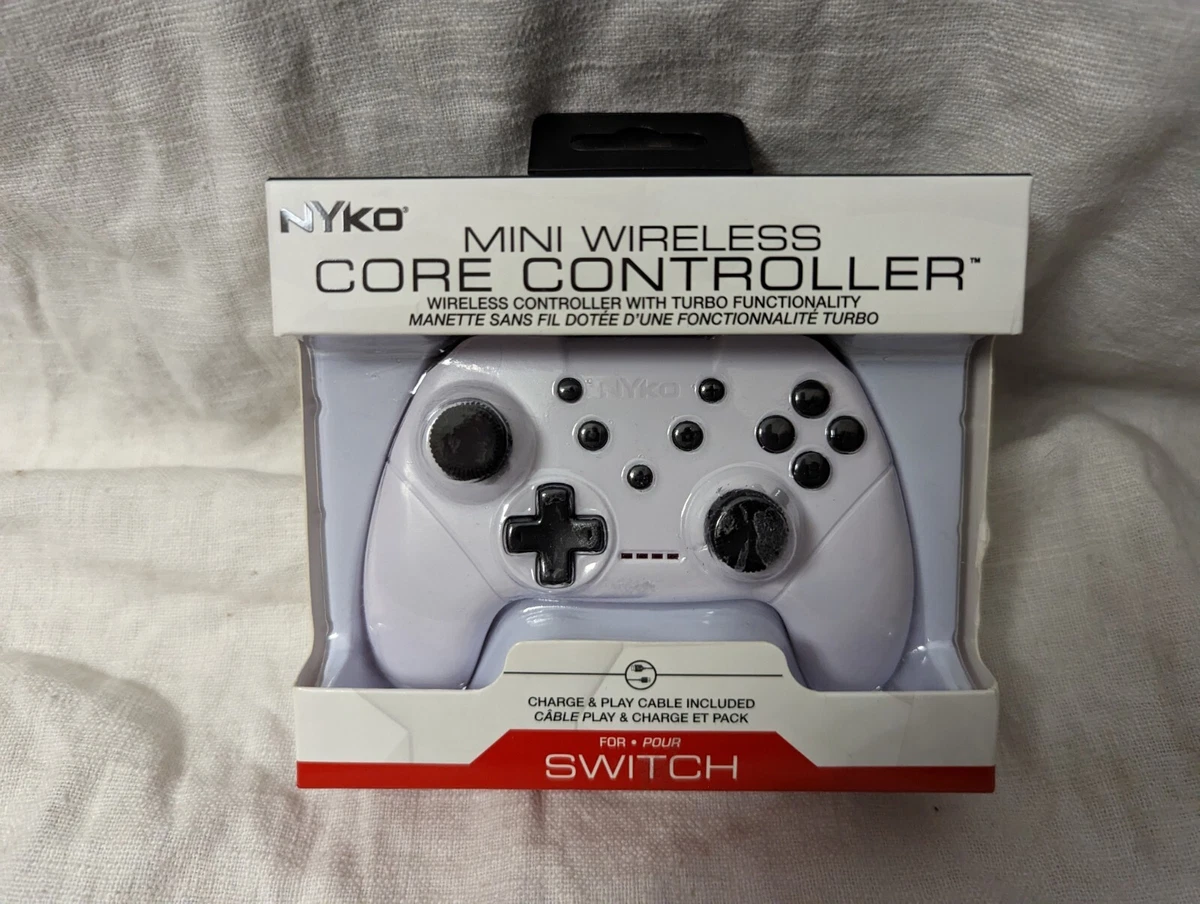 NYKO®
MINI WIRELESS
CORE CONTROLLER™
WIRELESS CONTROLLER WITH TURBO FUNCTIONALITY
MANETTE SANS FIL DOTÉE D'UNE FONCTIONNALITÉ TURBO
NYKO
CHARGE & PLAY CABLE INCLUDED
CÂBLE PLAY & CHARGE ET PACK
FOR • POUR
SWITCH